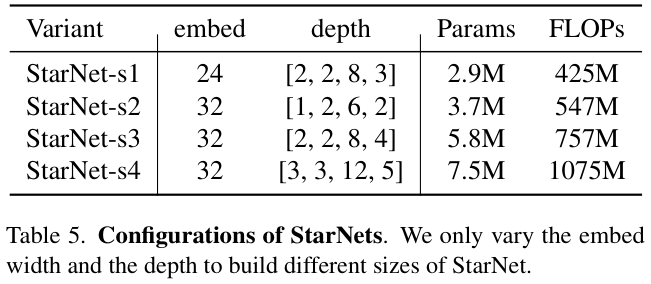 Variant embed depth Params FLOPs
StarNet-s1 24 [2, 2, 8, 3] 2.9M 425M
StarNet-s2 32 [1, 2, 6, 2] 3.7M 547M
StarNet-s3 32 [2, 2, 8, 4] 5.8M 757M
StarNet-s4 32 [3, 3, 12, 5] 7.5M 1075M
Table 5. Configurations of StarNets. We only vary the embed
width and the depth to build different sizes of StarNet.